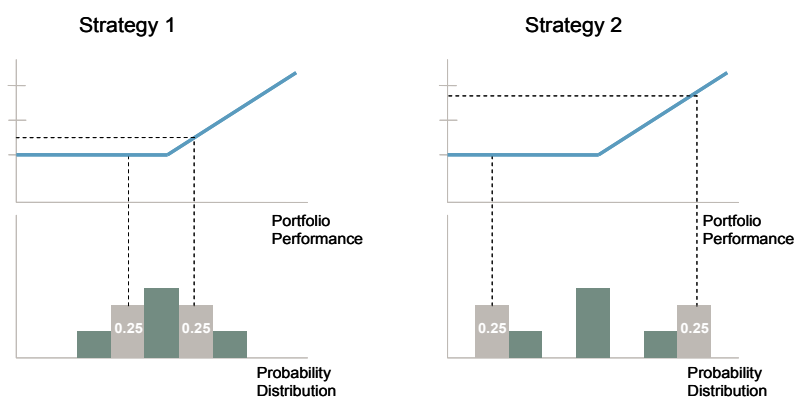 Strategy 1
Strategy 2
Portfolio
Performance
Portfolio
Performance
0.25
0.25
0.25
0.25
Probability
Distribution
Probability
Distribution